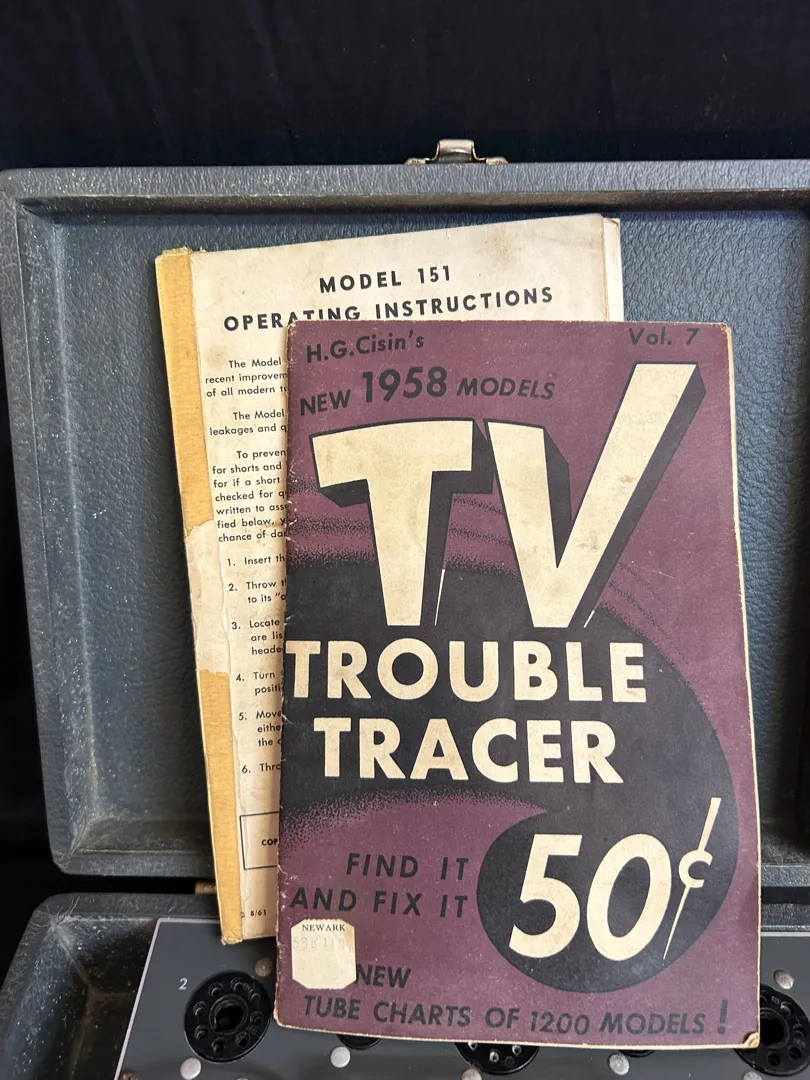 MODEL 151
OPERATING INSTRUCTIONS
The Model
recent improvem
of all modern t
The Model
leakages and q
To preven
for shorts and
for if a short
checked for q
written to ass
fied below, y
chance of da
1. Insert th
2. Throw t
to its "o
3. Locate
are lis
heade
4. Turn
positi
5. Move
eithe
the c
6. Thro
COP
8/61
H.G.Cisin's
Vol. 7
NEW 1958 MODELS
TV
TROUBLE
TRACER
FIND IT
AND FIX IT
50¢
NEWARK
NEW
TUBE CHARTS OF 1200 MODELS!
2